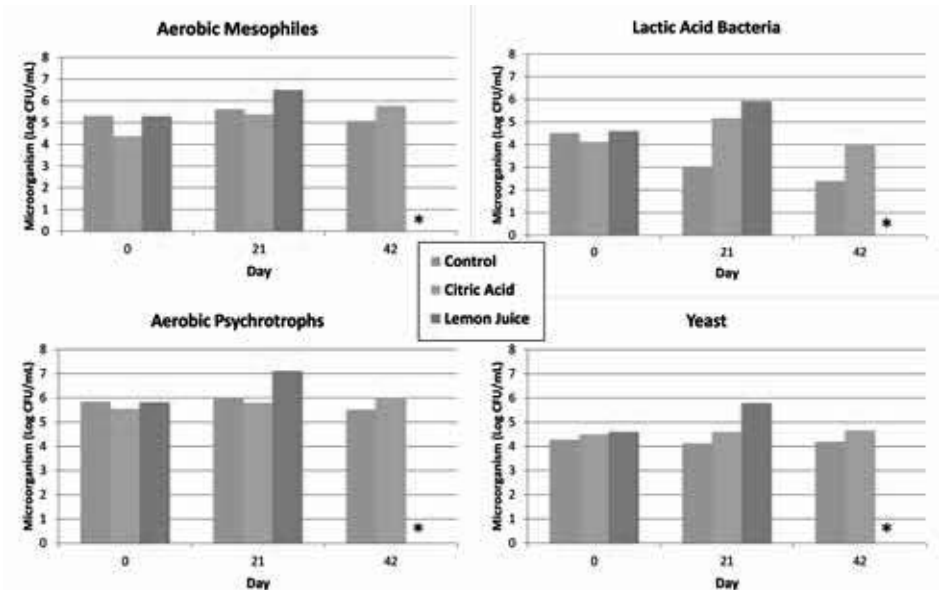 Aerobic Mesophiles
Microorganism (Log CFU/mL)
8
7
6
5
4
3
2
1
0
*
0 21 42
Day
Lactic Acid Bacteria
Microorganism (Log CFU/mL)
8
7
6
5
4
3
2
1
0
*
0 21 42
Day
Control
Citric Acid
Lemon Juice
Aerobic Psychrotrophs
Microorganism (Log CFU/mL)
8
7
6
5
4
3
2
1
0
*
0 21 42
Day
Yeast
Microorganism (Log CFU/mL)
8
7
6
5
4
3
2
1
0
*
0 21 42
Day